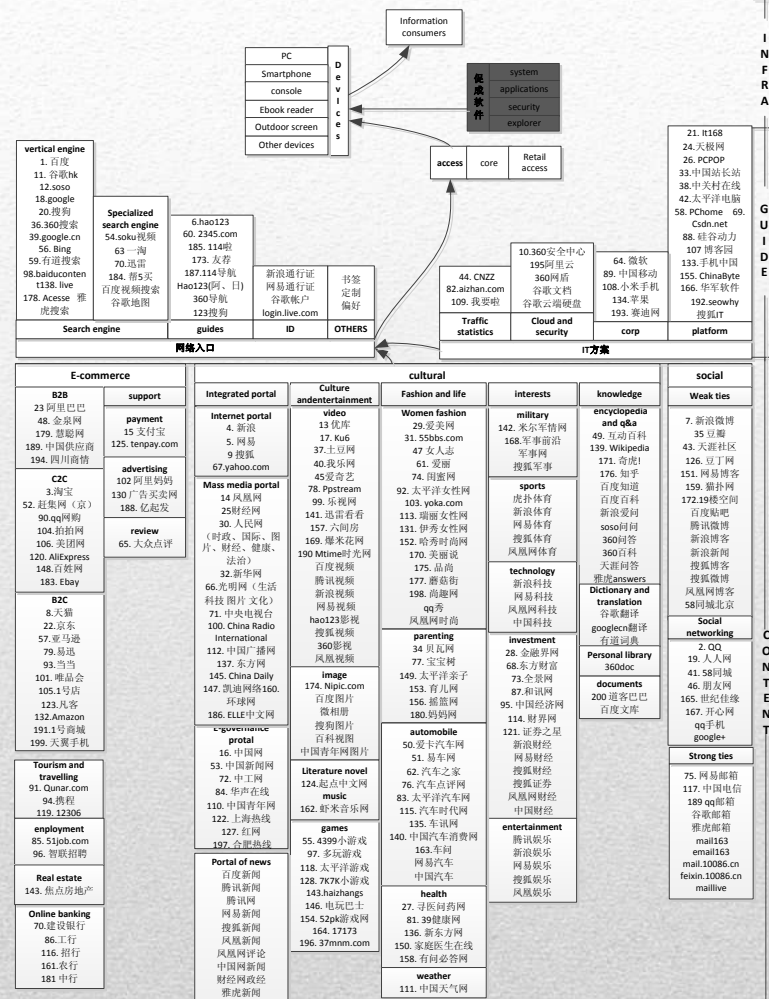 Information
consumers
PC
Smartphone
console
Ebook reader
Outdoor screen
Other devices
Devices
促成软件
system
applications
security
explorer
access
core
Retail
access
INFRA
GUIDE
CONTENT
vertical engine
1. 百度
11. 谷歌hk
12.soso
18.google
20.搜狗
36.360搜索
39.google.cn
56. Bing
59.有道搜索
98.baiduconten
t138. live
178. Acesse 雅
虎搜索
Specialized
search engine
54.soku视频
63 一淘
70.迅雷
184. 帮5买
百度视频搜索
谷歌地图
6.hao123
60. 2345.com
185. 114啦
173. 友荐
187.114导航
Hao123(阿、日)
360导航
123搜狗
新浪通行证
网易通行证
谷歌帐户
login.live.com
书签
定制
偏好
Search engine
guides
ID
OTHERS
网络入口
44. CNZZ
82.aizhan.com
109. 我要啦
10.360安全中心
195阿里云
360网盾
谷歌文档
谷歌云端硬盘
64. 微软
89. 中国移动
108.小米手机
134.苹果
193. 赛迪网
21. It168
24.天极网
26. PCPOP
33.中国站长站
38.中关村在线
42.太平洋电脑
58. PChome 69.
Csdn.net
88. 硅谷动力
107 博客园
133.手机中国
155. ChinaByte
166. 华军软件
192.seowhy
搜狐IT
Traffic
statistics
Cloud and
security
corp
platform
IT方案
E-commerce
B2B
23 阿里巴巴
48. 金泉网
179. 慧聪网
189. 中国供应商
194. 四川商情
C2C
3.淘宝
52. 赶集网（京）
90.qq网购
104.拍拍网
106. 美团网
120. AliExpress
148.百姓网
183. Ebay
B2C
8.天猫
22.京东
57.亚马逊
79.易迅
93.当当
101. 唯品会
105.1号店
123.凡客
132.Amazon
191.1号商城
199. 天翼手机
Tourism and
travelling
91. Qunar.com
94.携程
119. 12306
enployment
85. 51job.com
96. 智联招聘
Real estate
143. 焦点房地产
Online banking
70.建设银行
86.工行
116. 招行
161.农行
181 中行
support
payment
15 支付宝
125. tenpay.com
advertising
102 阿里妈妈
130 广告买卖网
188. 亿起发
review
65. 大众点评
cultural
Integrated portal
Internet portal
4. 新浪
5. 网易
9 搜狐
67.yahoo.com
Mass media portal
14 凤凰网
25财经网
30. 人民网
（时政、国际、图
片、财经、健康、
法治）
32.新华网
66.光明网（生活
科技 图片 文化）
71. 中央电视台
100. China Radio
International
112. 中国广播网
137. 东方网
145. China Daily
147. 凯迪网络160.
环球网
186. ELLE中文网
E-governance
protal
16. 中国网
53. 中国新闻网
72. 中工网
84. 华声在线
110. 中国青年网
122. 上海热线
127. 红网
197. 合肥热线
Portal of news
百度新闻
腾讯新闻
腾讯网
网易新闻
搜狐新闻
凤凰新闻
凤凰网评论
中国网新闻
财经网政经
雅虎新闻
Culture
andentertainment
video
13 优库
17. Ku6
37.土豆网
40.我乐网
45爱奇艺
78. Ppstream
99. 乐视网
141. 迅雷看看
157. 六间房
169. 爆米花网
190 Mtime时光网
百度视频
腾讯视频
新浪视频
网易视频
hao123影视
搜狐视频
360影视
凤凰视频
image
174. Nipic.com
百度图片
微相册
搜狗图片
百科视图
中国青年网图片
Literature novel
124.起点中文网
music
162. 虾米音乐网
games
55. 4399小游戏
97. 多玩游戏
118. 太平洋游戏
128. 7K7K小游戏
143.haizhangs
146. 电玩巴士
154. 52pk游戏网
164. 17173
196. 37mnm.com
Fashion and life
Women fashion
29.爱美网
31. 55bbs.com
47 女人志
61. 爱丽
74. 闺蜜网
92. 太平洋女性网
103. yoka.com
113. 瑞丽女性网
131. 伊秀女性网
152. 哈秀时尚网
170. 美丽说
175. 品尚
177. 蘑菇街
198. 尚趣网
qq秀
凤凰网时尚
parenting
34 贝瓦网
77. 宝宝树
149. 太平洋亲子
153. 育儿网
156. 摇篮网
180.妈妈网
automobile
50.爱卡汽车网
51. 易车网
62. 汽车之家
76. 汽车点评网
83. 太平洋汽车网
115. 汽车时代网
135. 车讯网
140. 中国汽车消费网
163.车问
网易汽车
中国汽车
health
27. 寻医问药网
81. 39健康网
136. 新东方网
150. 家庭医生在线
158. 有问必答网
weather
111. 中国天气网
interests
military
142. 米尔军情网
168.军事前沿
军事网
搜狐军事
sports
虎扑体育
新浪体育
网易体育
搜狐体育
凤凰网体育
technology
新浪科技
网易科技
凤凰网科技
中国科技
investment
28. 金融界网
68.东方财富
73.全景网
87.和讯网
95. 中国经济网
114. 财界网
121. 证券之星
新浪财经
网易财经
搜狐财经
搜狐证券
凤凰网财经
中国财经
entertainment
腾讯娱乐
新浪娱乐
网易娱乐
搜狐娱乐
凤凰娱乐
knowledge
encyclopedia
and q&a
49. 互动百科
139. Wikipedia
171. 奇虎!
176. 知乎
百度知道
百度百科
新浪爱问
soso问问
360问答
360百科
天涯问答
雅虎answers
Dictionary and
translation
谷歌翻译
googlecn翻译
有道词典
Personal library
360doc
documents
200 道客巴巴
百度文库
social
Weak ties
7. 新浪微博
35 豆瓣
43. 天涯社区
126. 豆丁网
151. 网易博客
159. 猫扑网
172.19楼空间
百度贴吧
腾讯微博
新浪博客
新浪新闻
搜狐博客
搜狐微博
凤凰网博客
58同城北京
Social
networking
2. QQ
19. 人人网
41. 58同城
46. 朋友网
165. 世纪佳缘
167. 开心网
qq手机
google+
Strong ties
75. 网易邮箱
117. 中国电信
189 qq邮箱
谷歌邮箱
雅虎邮箱
mail163
email163
mail.10086.cn
feixin.10086.cn
maillive